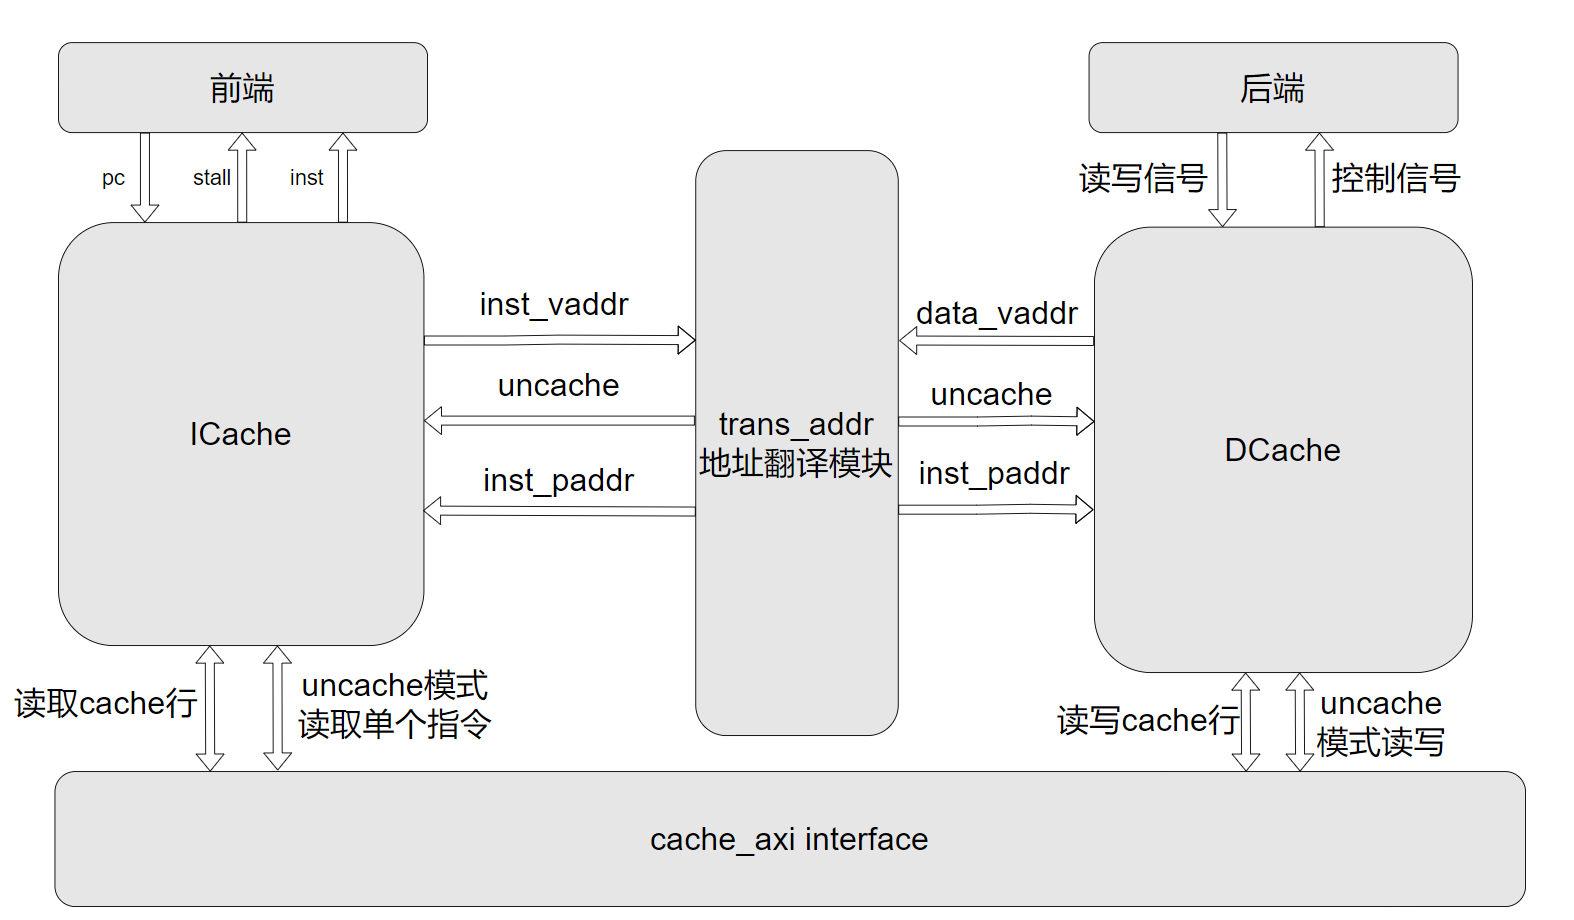 前端
后端
pc
stall
inst
读写信号
控制信号
inst_vaddr
data_vaddr
uncache
uncache
ICache
trans_addr
地址翻译模块
DCache
inst_paddr
inst_paddr
读取cache行
uncache模式
读取单个指令
读写cache行
uncache
模式读写
cache_axi interface